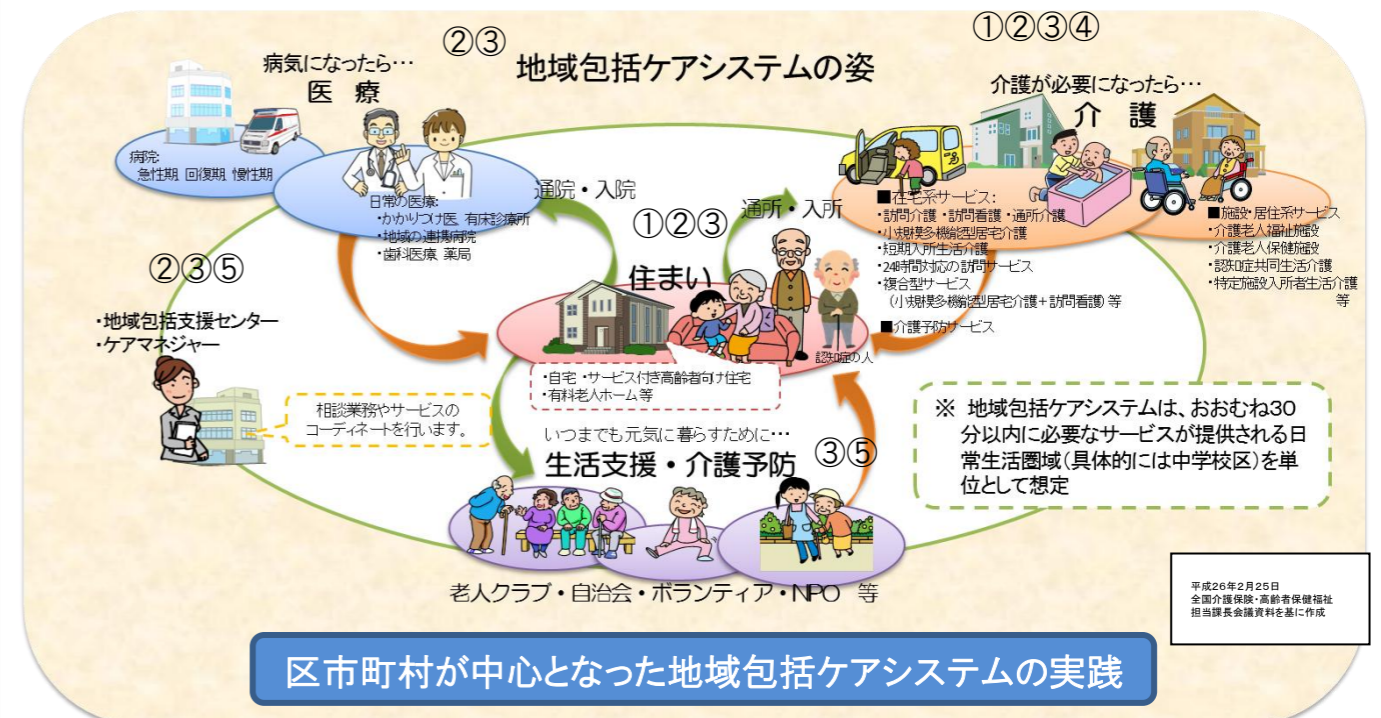 ②③
①②③④
地域包括ケアシステムの姿
病気になったら･･･
医　療
病院:
急性期 回復期 慢性期
日常の医療:
・かかりつけ医 有床診療所
・地域の連携病院
・歯科医療 薬局
通院・入院
通所・入所
介護が必要になったら･･･
介　護
■在宅系サービス:
・訪問介護 ・訪問看護 ・通所介護
・小規模多機能型居宅介護
・短期入所生活介護
・24時間対応の訪問サービス
・複合型サービス
（小規模多機能型居宅介護＋訪問看護）等
■介護予防サービス
■施設・居住系サービス
・介護老人福祉施設
・介護老人保健施設
・認知症共同生活介護
・特定施設入所者生活介護
等
①②③
住まい
認知症の人
・自宅 ・サービス付き高齢者向け住宅
・有料老人ホーム等
②③⑤
・地域包括支援センター
・ケアマネジャー
相談業務やサービスの
コーディネートを行います。
いつまでも元気に暮らすために･･･
生活支援・介護予防
③⑤
老人クラブ・自治会・ボランティア・NPO　等
※ 地域包括ケアシステムは、おおむね30
分以内に必要なサービスが提供される日
常生活圏域（具体的には中学校区）を単
位として想定
平成26年2月25日
全国介護保険・高齢者保健福祉
担当課長会議資料を基に作成
区市町村が中心となった地域包括ケアシステムの実践